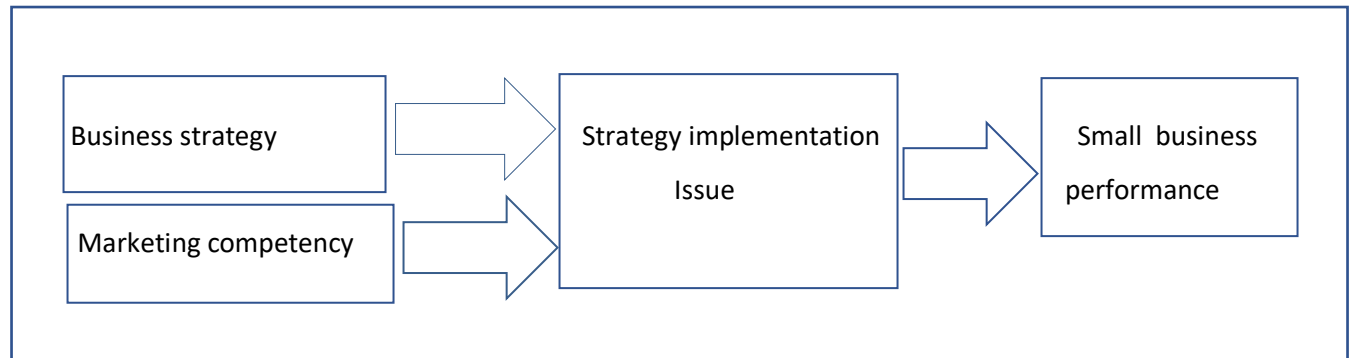 Business strategy
Marketing competency
Strategy implementation
Issue
Small business
performance